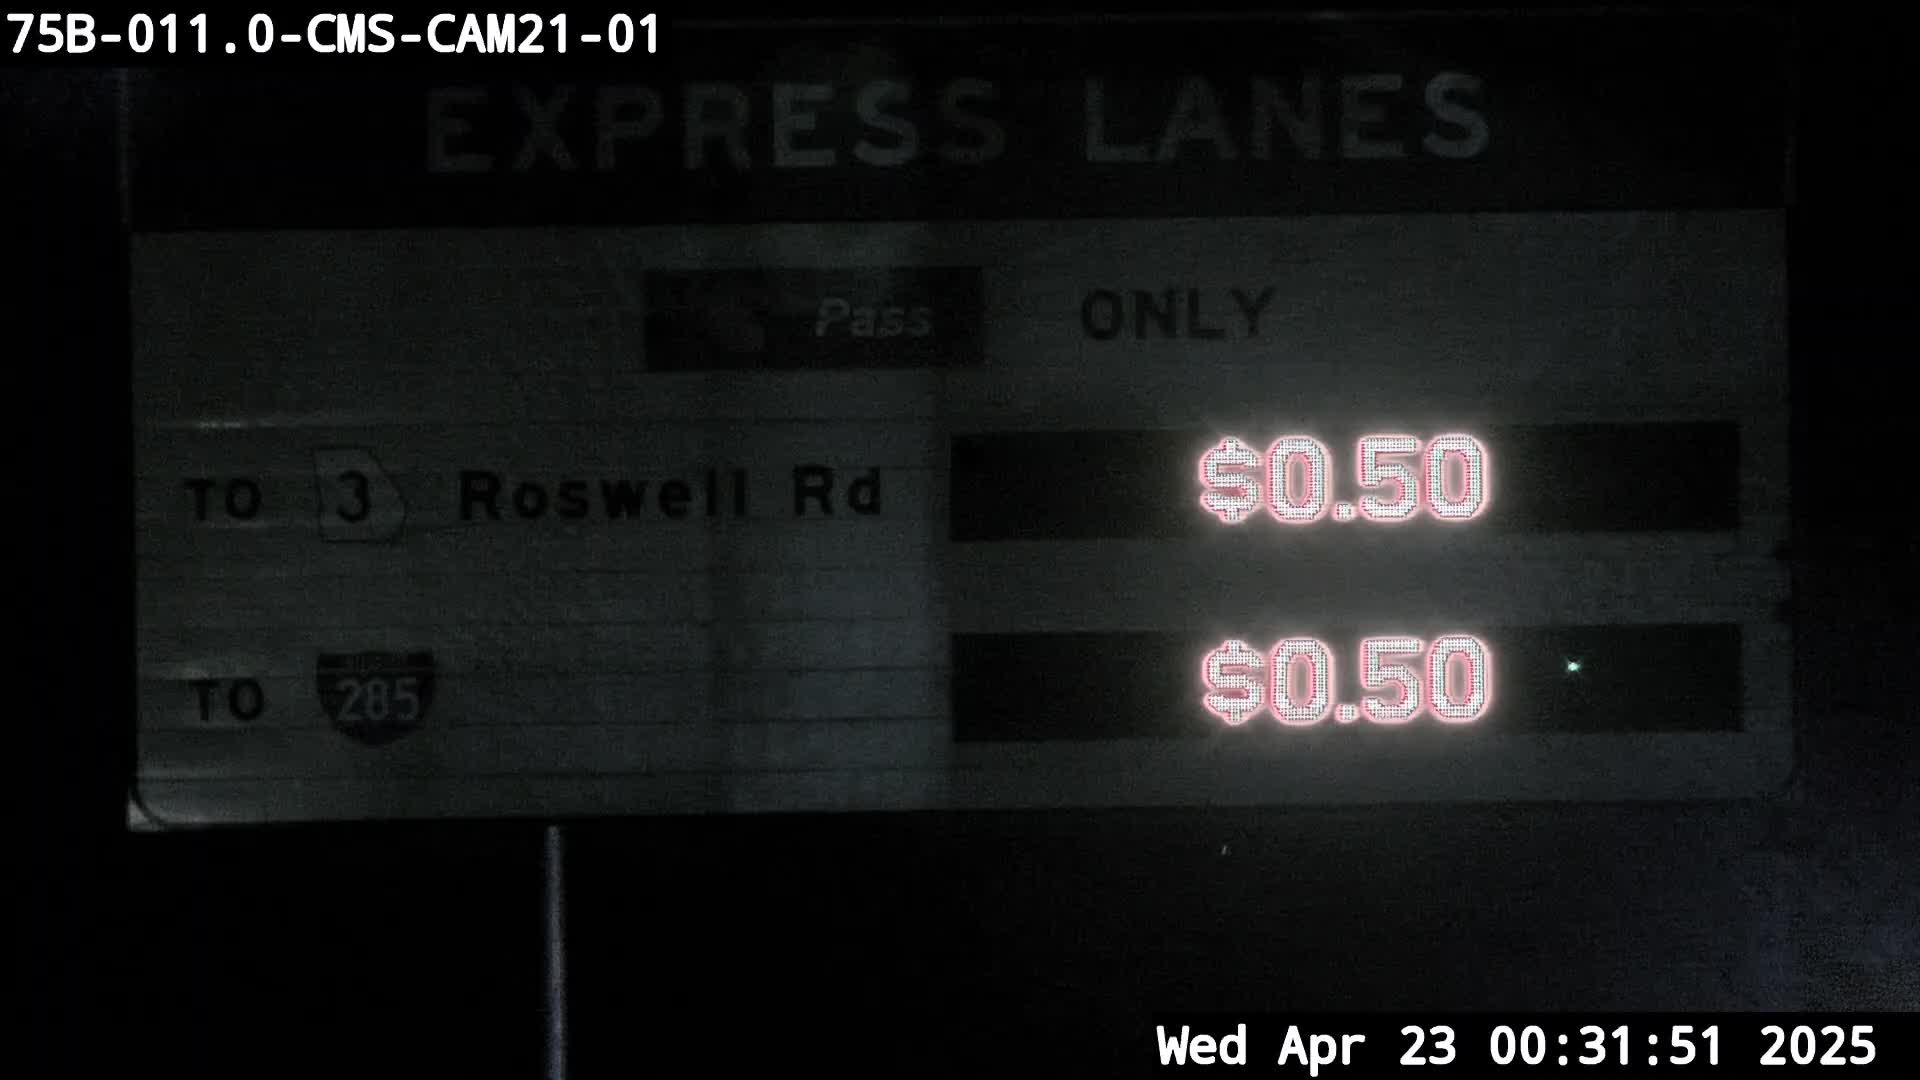 75B-011.0-CMS-CAM21-01
EXPRESS LANES
Pass ONLY
TO 3 Roswell Rd $0.50
TO 285 $0.50
Wed Apr 23 00:31:51 2025